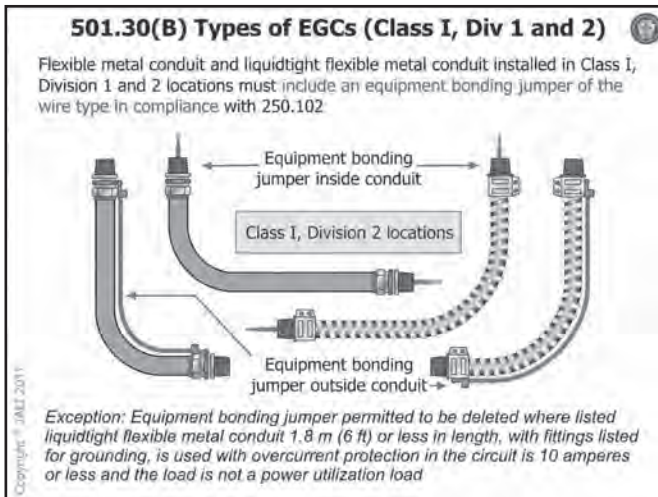 501.30(B) Types of EGCs (Class I, Div 1 and 2)
Flexible metal conduit and liquidtight flexible metal conduit installed in Class I,
Division 1 and 2 locations must include an equipment bonding jumper of the
wire type in compliance with 250.102
Equipment bonding
jumper inside conduit
Class I, Division 2 locations
Equipment bonding
jumper outside conduit
Exception: Equipment bonding jumper permitted to be deleted where listed
liquidtight flexible metal conduit 1.8 m (6 ft) or less in length, with fittings listed
for grounding, is used with overcurrent protection in the circuit is 10 amperes
or less and the load is not a power utilization load
Copyright © IAEI 2011